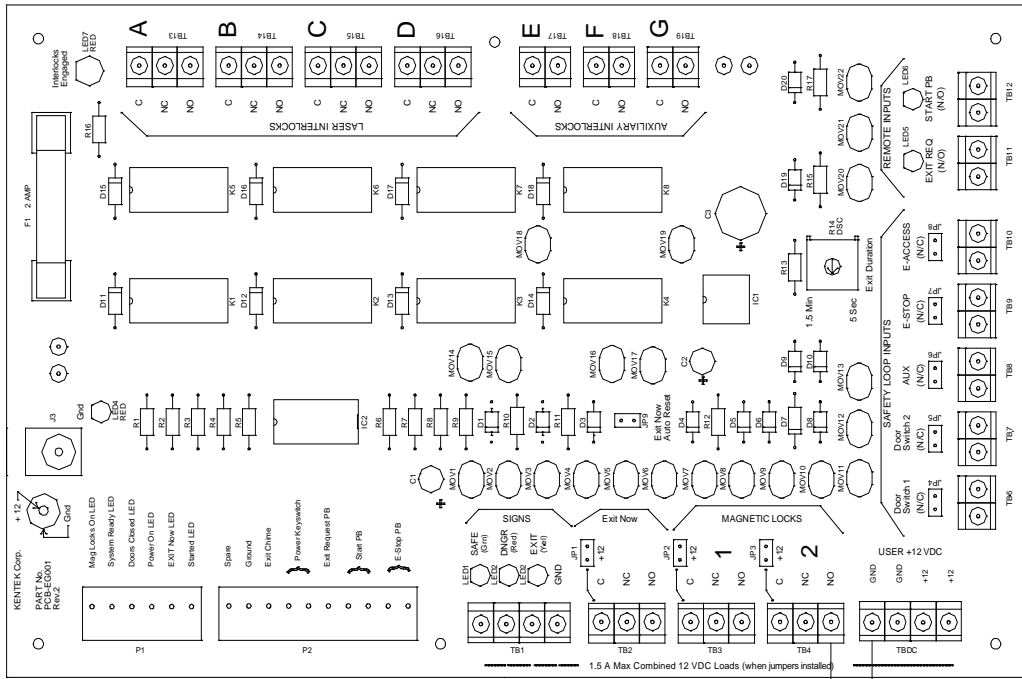 Interlocks
Engaged
LED7
RED
A
TB13
B
TB14
C
TB15
D
TB16
E
TB17
F
TB18
G
TB19
C
NC
NO
C
NC
NO
C
NC
NO
C
NC
NO
C
NO
C
NO
C
NO
LASER INTERLOCKS
AUXILIARY INTERLOCKS
D20
R17
MOV22
LED6
START PB
(N/O)
TB12
MOV21
REMOTE INPUTS
LED5
EXIT REQ
(N/O)
TB11
D19
R15
MOV20
F1 2 AMP
R16
D15
K5
D16
K6
D17
K7
D18
K8
MOV18
MOV19
C3
R14
DSC
R13
Exit Duration
1.5 Min
5 Sec
E-ACCESS
(N/C)
JP8
TB10
D11
K1
D12
K2
D13
K3
D14
K4
IC1
E-STOP
(N/C)
JP7
TB9
SAFETY LOOP INPUTS
MOV14
MOV15
MOV16
MOV17
C2
D9
D10
MOV13
AUX
(N/C)
JP6
TB8
J3
Gnd
LED4
RED
R1
R2
R3
R4
R5
IC2
R6
R7
R8
R9
D1
R10
D2
R11
D3
JP9
Exit Now
Auto Reset
D4
R12
D5
D6
D7
D8
MOV12
Door
Switch 2
(N/C)
JP5
TB7
C1
MOV1
MOV2
MOV3
MOV4
MOV5
MOV6
MOV7
MOV8
MOV9
MOV10
MOV11
Door
Switch 1
(N/C)
JP4
TB6
+ 12
Gnd
KENTEK Corp.
PART No.
PCB-EG001
Rev.2
Mag Locks On LED
System Ready LED
Doors Closed LED
Power On LED
EXIT Now LED
Started LED
Spare
Ground
Exit Chime
Power Keyswitch
Exit Request PB
Start PB
E-Stop PB
SIGNS
Exit Now
MAGNETIC LOCKS
SAFE
(Grn)
DNGR
(Red)
EXIT
(Yel)
GND
LED1
LED2
LED2
JP1
+12
C
NC
NO
JP2
+12
1
C
NC
NO
JP3
+12
2
C
NC
NO
USER +12 VDC
GND
GND
+12
+12
P1
P2
TB1
TB2
TB3
TB4
TBDC
1.5 A Max Combined 12 VDC Loads (when jumpers installed)